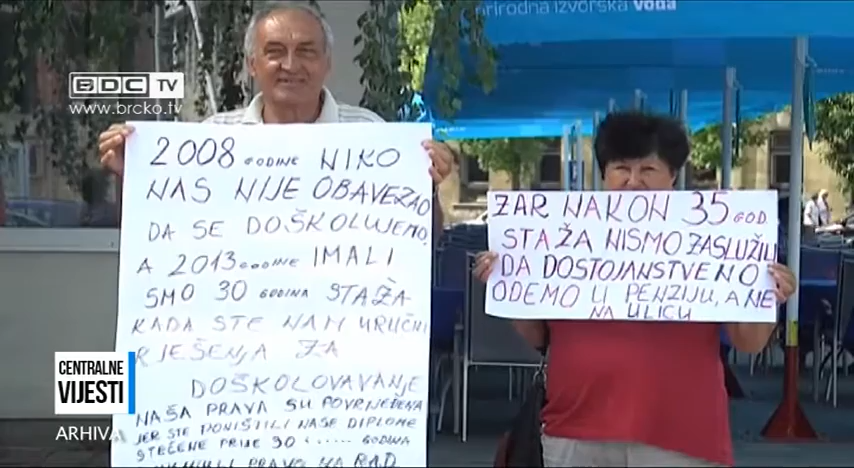 prirodna izvorska voda
BDC TV
www.brcko.tv
2008 GODINE NIKO
NAS NIJE OBAVEZAO
DA SE DOŠKOLUJEMO,
A 2013 GODINE IMALI
SMO 30 GODINA STAŽA
KADA STE NAM URUČILI
RJEŠENJA ZA
DOŠKOLOVAVANJE
NAŠA PRAVA SU POVRIJEĐENA
JER STE PONIŠTILI NAŠE DIPLOME
STEČENE PRIJE 30 GODINA
PRAVO NA RAD
ZAR NAKON 35 GOD.
STAŽA NISMO ZASLUŽILI
DA DOSTOJANSTVENO
ODEMO U PENZIJU, A NE
NA ULICU
CENTRALNE
VIJESTI
ARHIVA